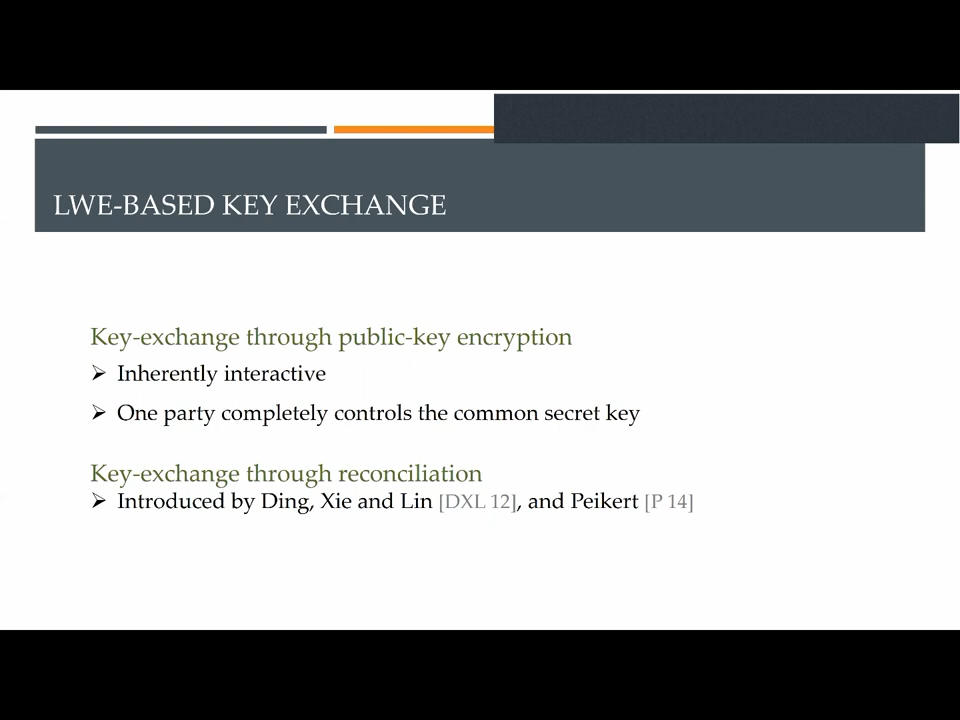 LWE-BASED KEY EXCHANGE
Key-exchange through public-key encryption
➢ Inherently interactive
➢ One party completely controls the common secret key
Key-exchange through reconciliation
➢ Introduced by Ding, Xie and Lin [DXL 12], and Peikert [P 14]